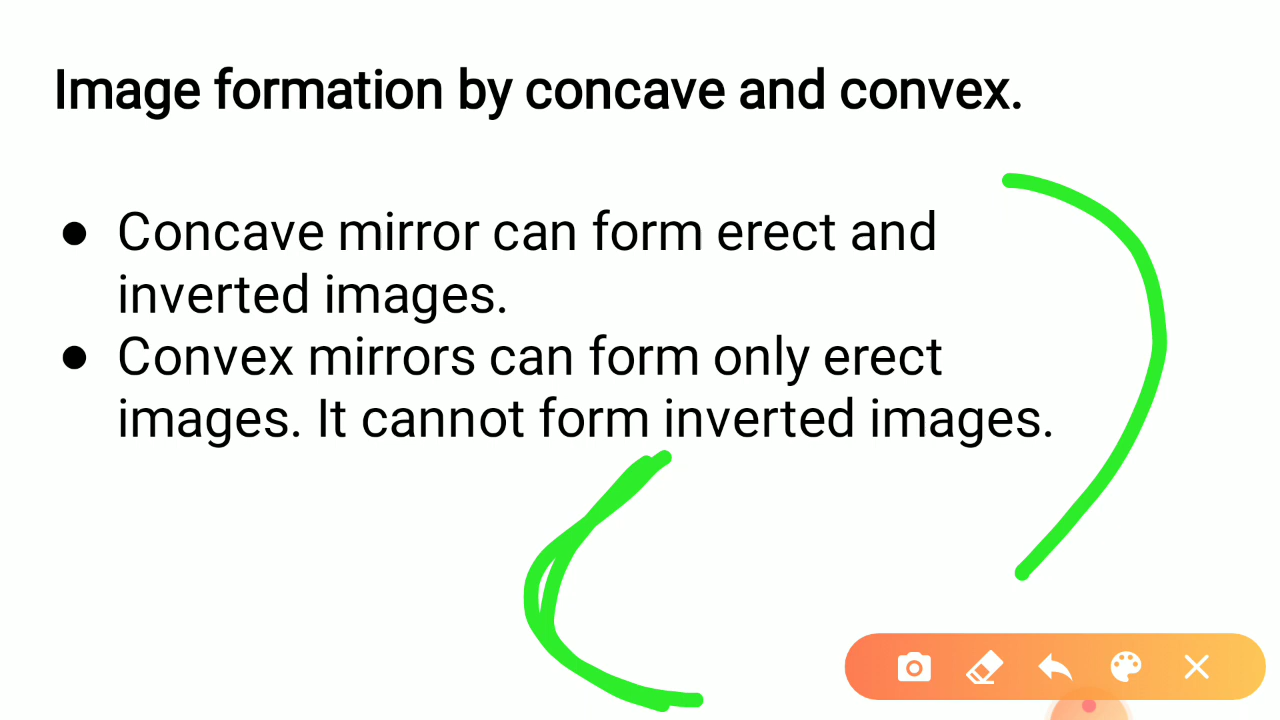 Image formation by concave and convex.
● Concave mirror can form erect and
inverted images.
● Convex mirrors can form only erect
images. It cannot form inverted images.